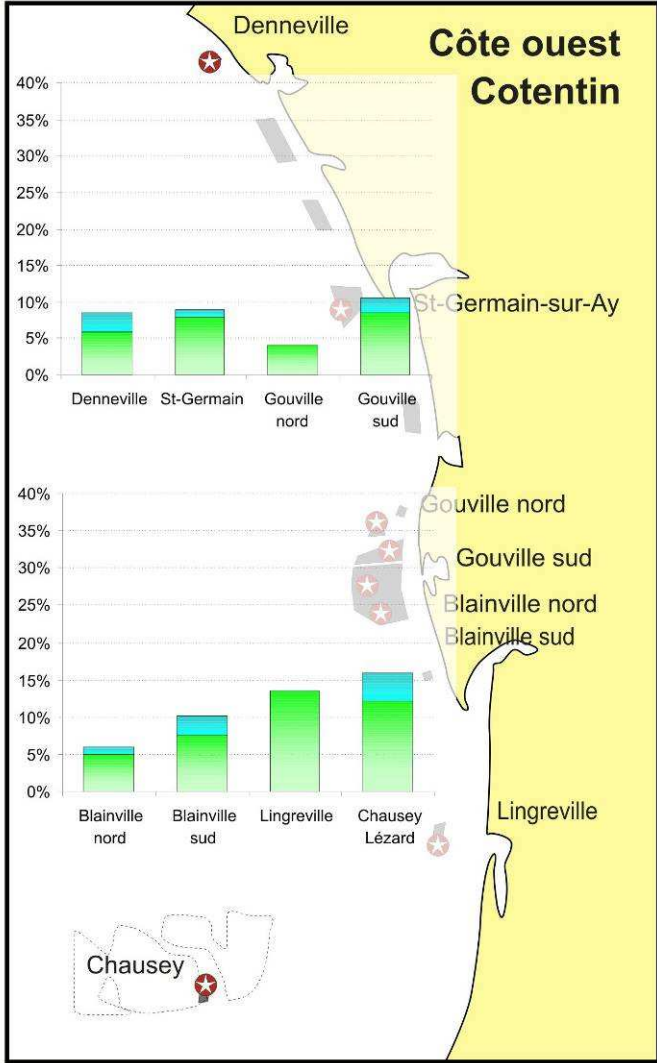 Denneville
Côte ouest
Cotentin
40%
35%
30%
25%
20%
15%
10%
5%
0%
St-Germain-sur-Ay
Denneville
St-Germain
Gouville
nord
Gouville
sud
40%
35%
30%
25%
20%
15%
10%
5%
0%
Gouville nord
Gouville sud
Blainville nord
Blainville sud
Blainville
nord
Blainville
sud
Lingreville
Chausey
Lézard
Lingreville
Chausey